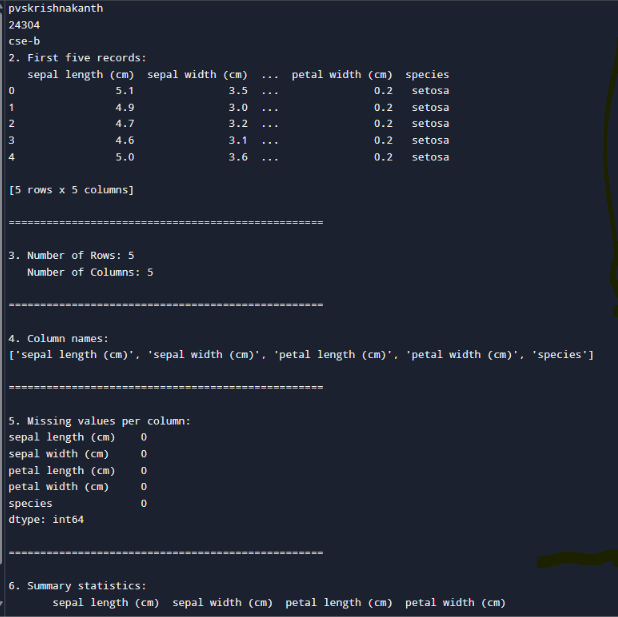 pvskrishnakanth
24304
cse-b
2. First five records:
   sepal length (cm)  sepal width (cm)  ...  petal width (cm)  species
0                5.1               3.5  ...               0.2   setosa
1                4.9               3.0  ...               0.2   setosa
2                4.7               3.2  ...               0.2   setosa
3                4.6               3.1  ...               0.2   setosa
4                5.0               3.6  ...               0.2   setosa
[5 rows x 5 columns]
==================================================
3. Number of Rows: 5
   Number of Columns: 5
==================================================
4. Column names:
['sepal length (cm)', 'sepal width (cm)', 'petal length (cm)', 'petal width (cm)', 'species']
==================================================
5. Missing values per column:
sepal length (cm)    0
sepal width (cm)     0
petal length (cm)    0
petal width (cm)     0
species              0
dtype: int64
==================================================
6. Summary statistics:
       sepal length (cm)  sepal width (cm)  petal length (cm)  petal width (cm)